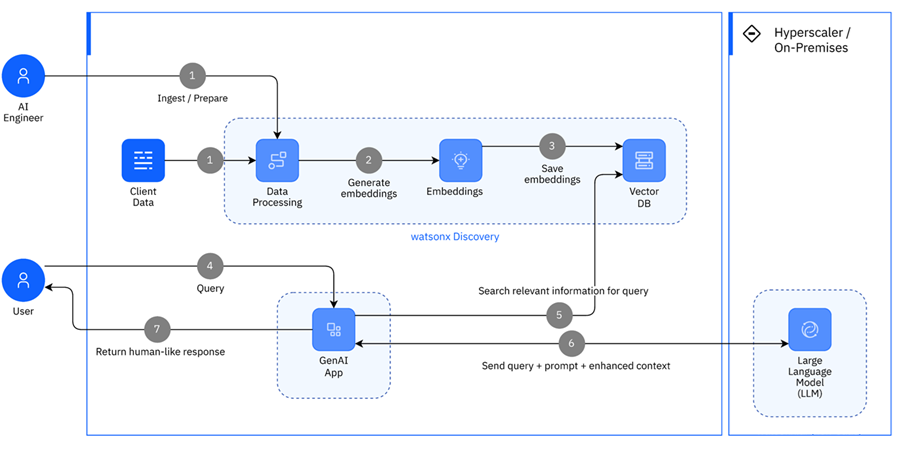 Hyperscaler /
On-Premises
AI
Engineer
1
Ingest / Prepare
Client
Data
1
Data
Processing
2
Generate
embeddings
Embeddings
3
Save
embeddings
Vector
DB
watsonx Discovery
User
4
Query
Search relevant information for query
5
7
Return human-like response
GenAI
App
6
Send query + prompt + enhanced context
Large
Language
Model
(LLM)